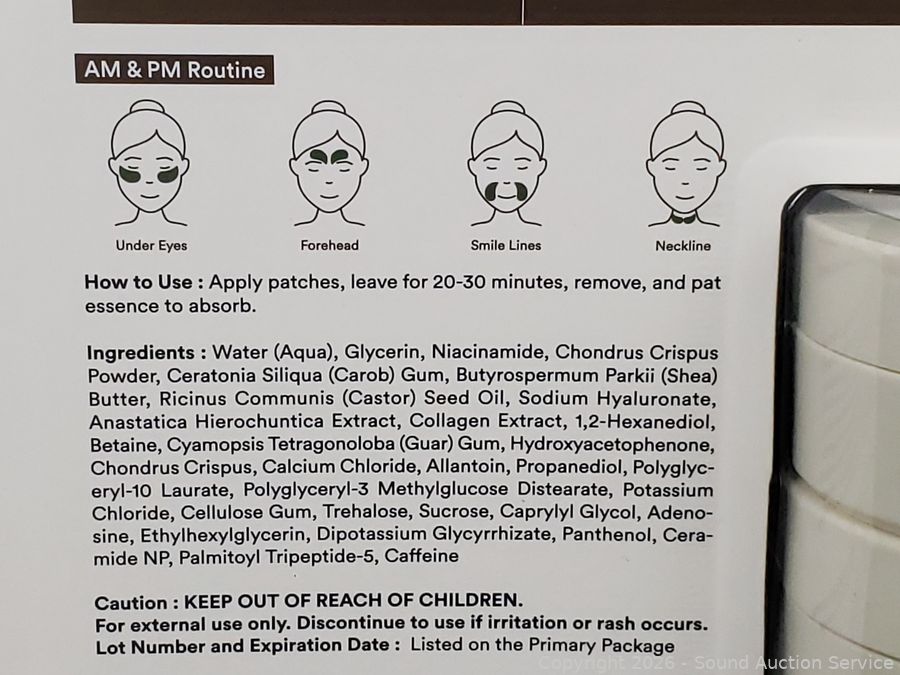 AM & PM Routine
Under Eyes
Forehead
Smile Lines
Neckline
How to Use : Apply patches, leave for 20-30 minutes, remove, and pat
essence to absorb.
Ingredients : Water (Aqua), Glycerin, Niacinamide, Chondrus Crispus
Powder, Ceratonia Siliqua (Carob) Gum, Butyrospermum Parkii (Shea)
Butter, Ricinus Communis (Castor) Seed Oil, Sodium Hyaluronate,
Anastatica Hierochuntica Extract, Collagen Extract, 1,2-Hexanediol,
Betaine, Cyamopsis Tetragonoloba (Guar) Gum, Hydroxyacetophenone,
Chondrus Crispus, Calcium Chloride, Allantoin, Propanediol, Polyglyc-
eryl-10 Laurate, Polyglyceryl-3 Methylglucose Distearate, Potassium
Chloride, Cellulose Gum, Trehalose, Sucrose, Caprylyl Glycol, Adeno-
sine, Ethylhexylglycerin, Dipotassium Glycyrrhizate, Panthenol, Cera-
mide NP, Palmitoyl Tripeptide-5, Caffeine
Caution : KEEP OUT OF REACH OF CHILDREN.
For external use only. Discontinue to use if irritation or rash occurs.
Lot Number and Expiration Date : Listed on the Primary Package
Copyright 2026 - Sound Auction Service